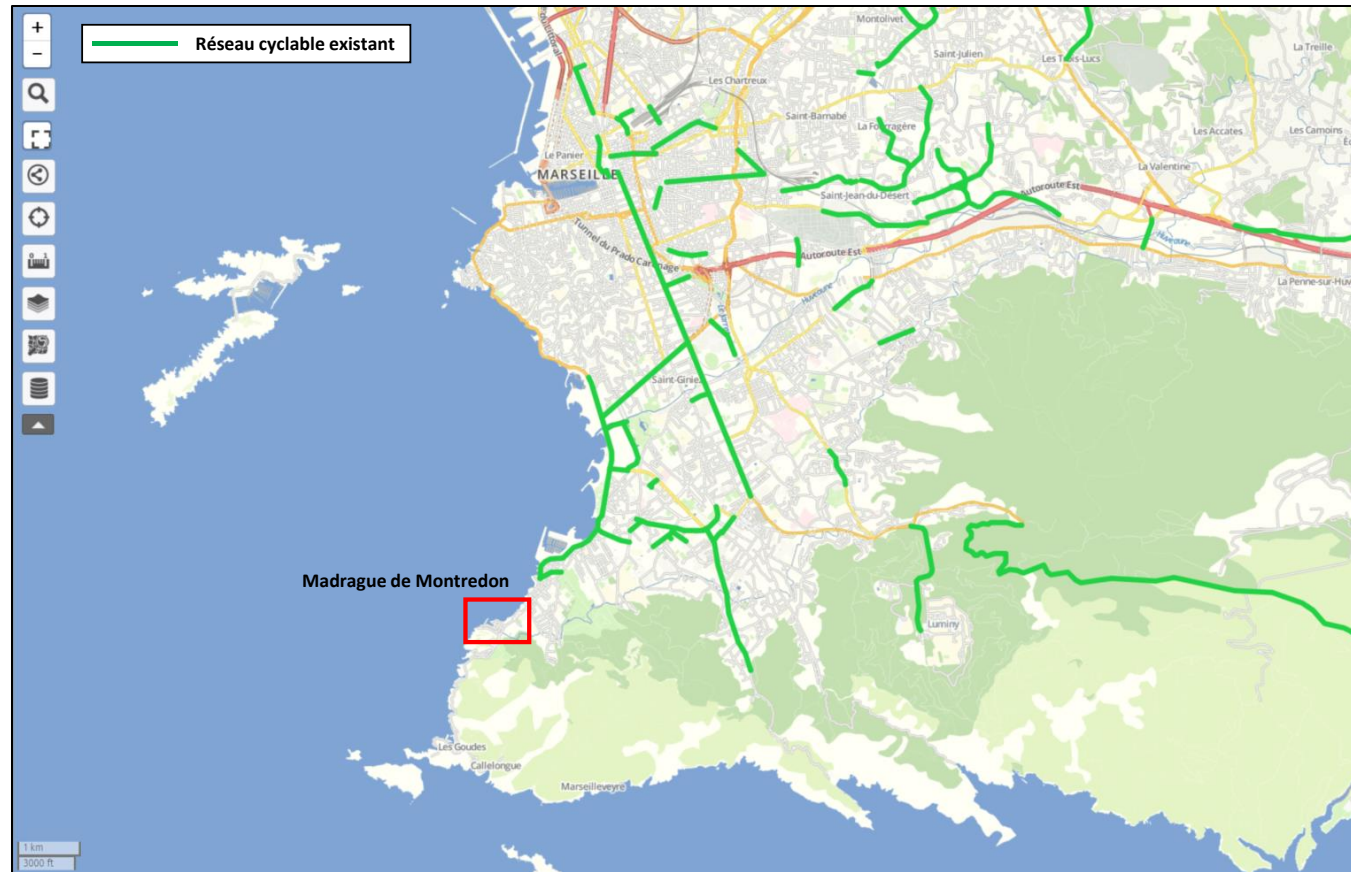 +
−
Réseau cyclable existant
Montolivet
Saint-Julien
Les Trois-Lucs
La Treille
Les Chartreux
Saint-Barnabé
La Fourragère
Les Accates
Les Camoins
Le Panier
MARSEILLE
La Valentine
Autoroute Est
Saint-Jean-du-Désert
Tunnel du Prado Carénage
Autoroute Est
Huveaune
Huveaune
Le Jarret
La Penne-sur-Huv
Saint-Giniez
Madrague de Montredon
Luminy
Les Goudes
Callelongue
Marseilleveyre
1 km
3000 ft